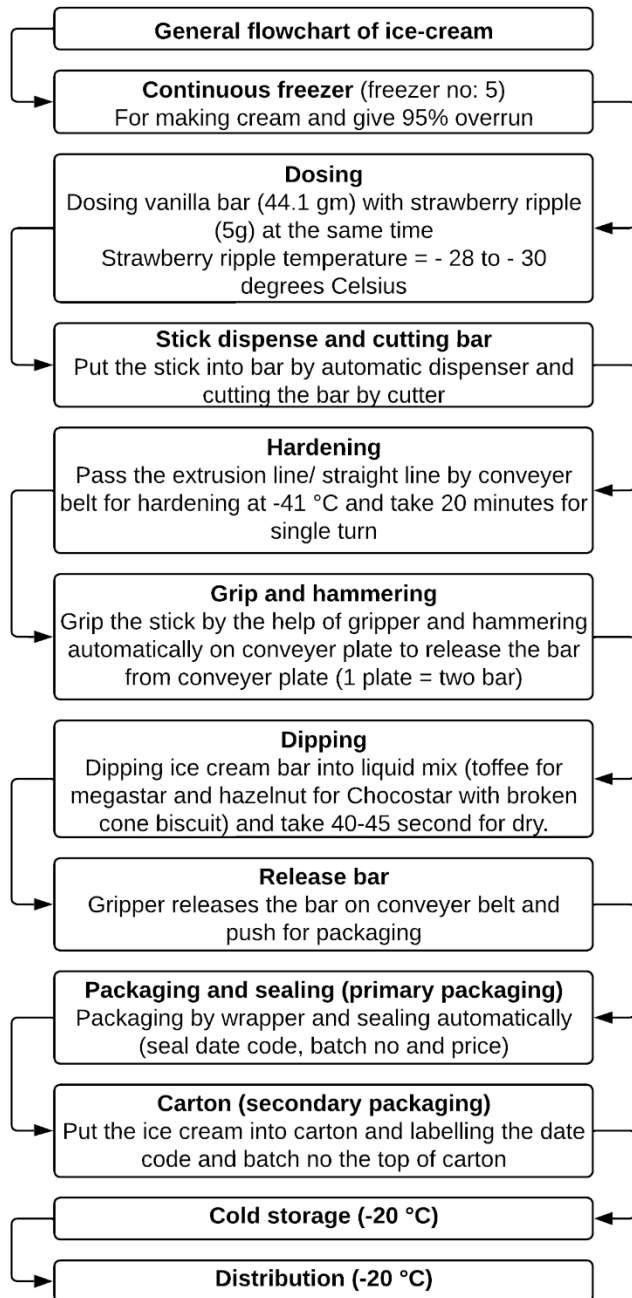 General flowchart of ice-cream
Continuous freezer (freezer no: 5)
For making cream and give 95% overrun
Dosing
Dosing vanilla bar (44.1 gm) with strawberry ripple
(5g) at the same time
Strawberry ripple temperature = - 28 to - 30
degrees Celsius
Stick dispense and cutting bar
Put the stick into bar by automatic dispenser and
cutting the bar by cutter
Hardening
Pass the extrusion line/ straight line by conveyer
belt for hardening at -41 °C and take 20 minutes for
single turn
Grip and hammering
Grip the stick by the help of gripper and hammering
automatically on conveyer plate to release the bar
from conveyer plate (1 plate = two bar)
Dipping
Dipping ice cream bar into liquid mix (toffee for
megastar and hazelnut for Chocostar with broken
cone biscuit) and take 40-45 second for dry.
Release bar
Gripper releases the bar on conveyer belt and
push for packaging
Packaging and sealing (primary packaging)
Packaging by wrapper and sealing automatically
(seal date code, batch no and price)
Carton (secondary packaging)
Put the ice cream into carton and labelling the date
code and batch no the top of carton
Cold storage (-20 °C)
Distribution (-20 °C)